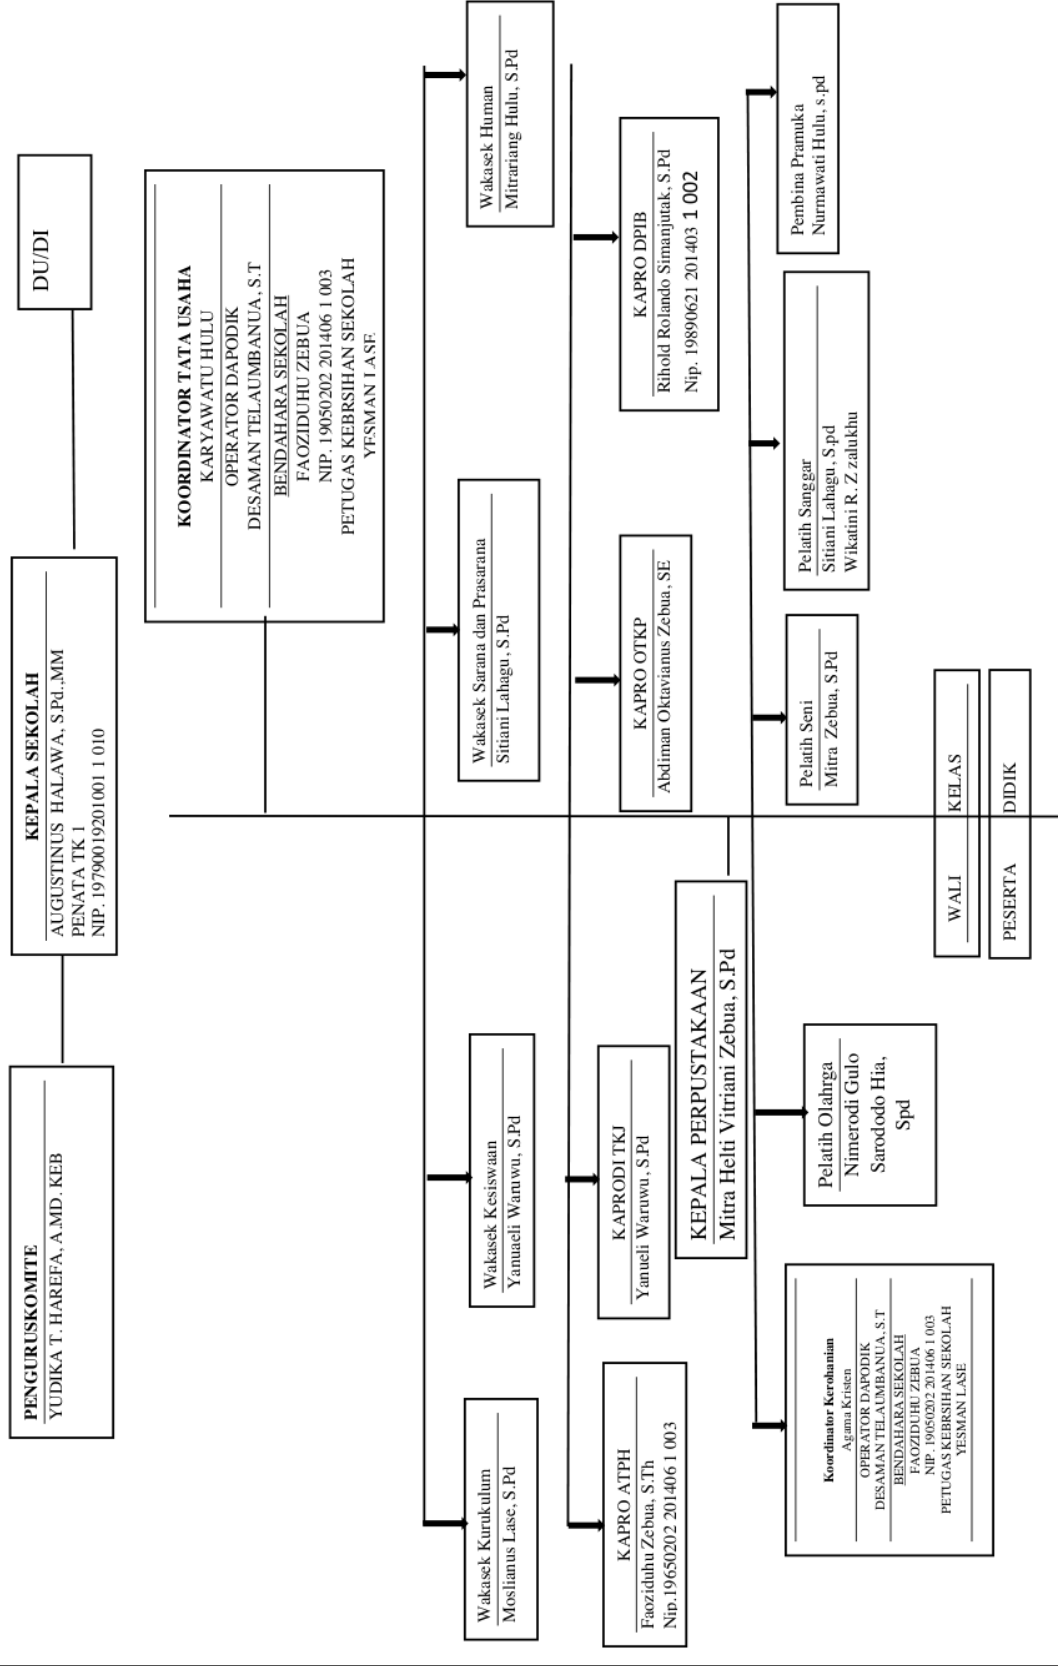 PENGURUSKOMITE
YUDIKA T. HAREFA, A.MD. KEB
KEPALA SEKOLAH
AUGUSTINUS HALAWA, S.Pd.,MM
PENATA TK 1
NIP. 19790019201001 1 010
DU/DI
KOORDINATOR TATA USAHA
KARYAWATU HULU
OPERATOR DAPODIK
DESAMAN TELAUMBANUA, S.T
BENDAHARA SEKOLAH
FAOZIDUHU ZEBUA
NIP. 19050202 201406 1 003
PETUGAS KEBRSIHAN SEKOLAH
YESMAN LASE
Wakasek Kurukulum
Moslianus Lase, S.Pd
Wakasek Kesiswaan
Yanuaeli Waruwu, S.Pd
Wakasek Sarana dan Prasarana
Sitiani Lahagu, S.Pd
Wakasek Human
Mitrariang Hulu, S.Pd
KAPRO ATPH
Faoziduhu Zebua, S.Th
Nip.19650202 201406 1 003
KAPRODI TKJ
Yanueli Waruwu, S.Pd
KAPRO OTKP
Abdiman Oktavianus Zebua, SE
KAPRO DPIB
Rihold Rolando Simanjutak, S.Pd
Nip. 19890621 201403 1 002
KEPALA PERPUSTAKAAN
Mitra Helti Vitriani Zebua, S.Pd
Koordinator Kerohanian
Agama Kristen
OPERATOR DAPODIK
DESAMAN TELAUMBANUA, S.T
BENDAHARA SEKOLAH
FAOZIDUHU ZEBUA
NIP. 19050202 201406 1 003
PETUGAS KEBRSIHAN SEKOLAH
YESMAN LASE
Pelatih Olahrga
Nimerodi Gulo
Sarododo Hia,
Spd
Pelatih Seni
Mitra Zebua, S.Pd
Pelatih Sanggar
Sitiani Lahagu, S.pd
Wikatini R. Z zalukhu
Pembina Pramuka
Nurmawati Hulu, s.pd
WALI KELAS
PESERTA DIDIK